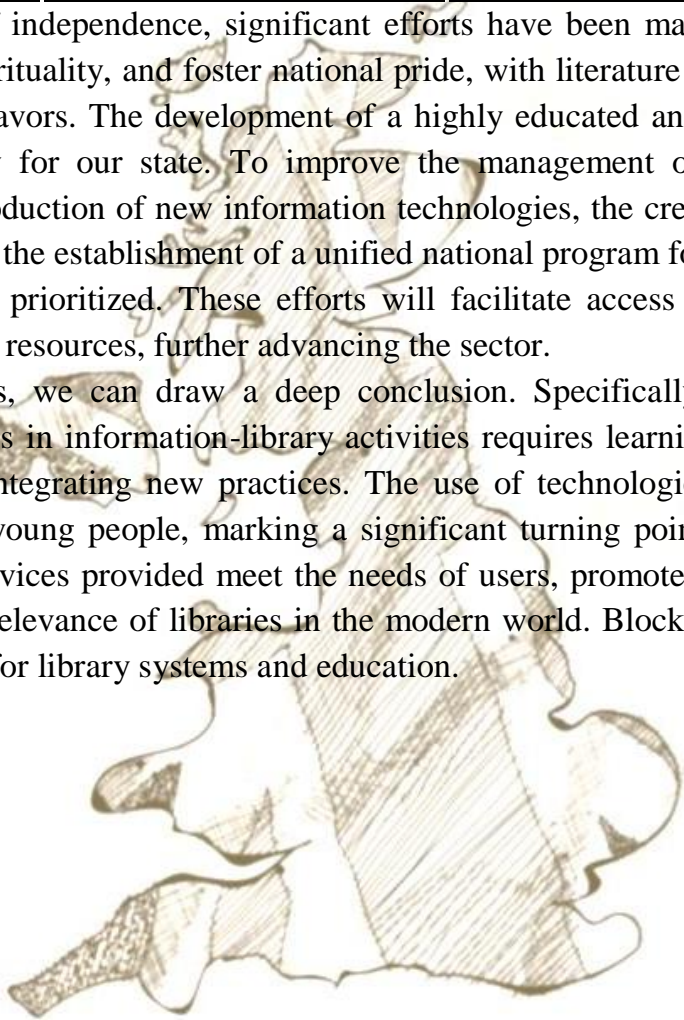 independence, significant efforts have been ma
rituality, and foster national pride, with literature
avors. The development of a highly educated an
for our state. To improve the management o
oduction of new information technologies, the cre
the establishment of a unified national program fo
prioritized. These efforts will facilitate access
resources, further advancing the sector.
s, we can draw a deep conclusion. Specifically
s in information-library activities requires learni
ntegrating new practices. The use of technologi
young people, marking a significant turning poin
vices provided meet the needs of users, promote
elevance of libraries in the modern world. Block
for library systems and education.